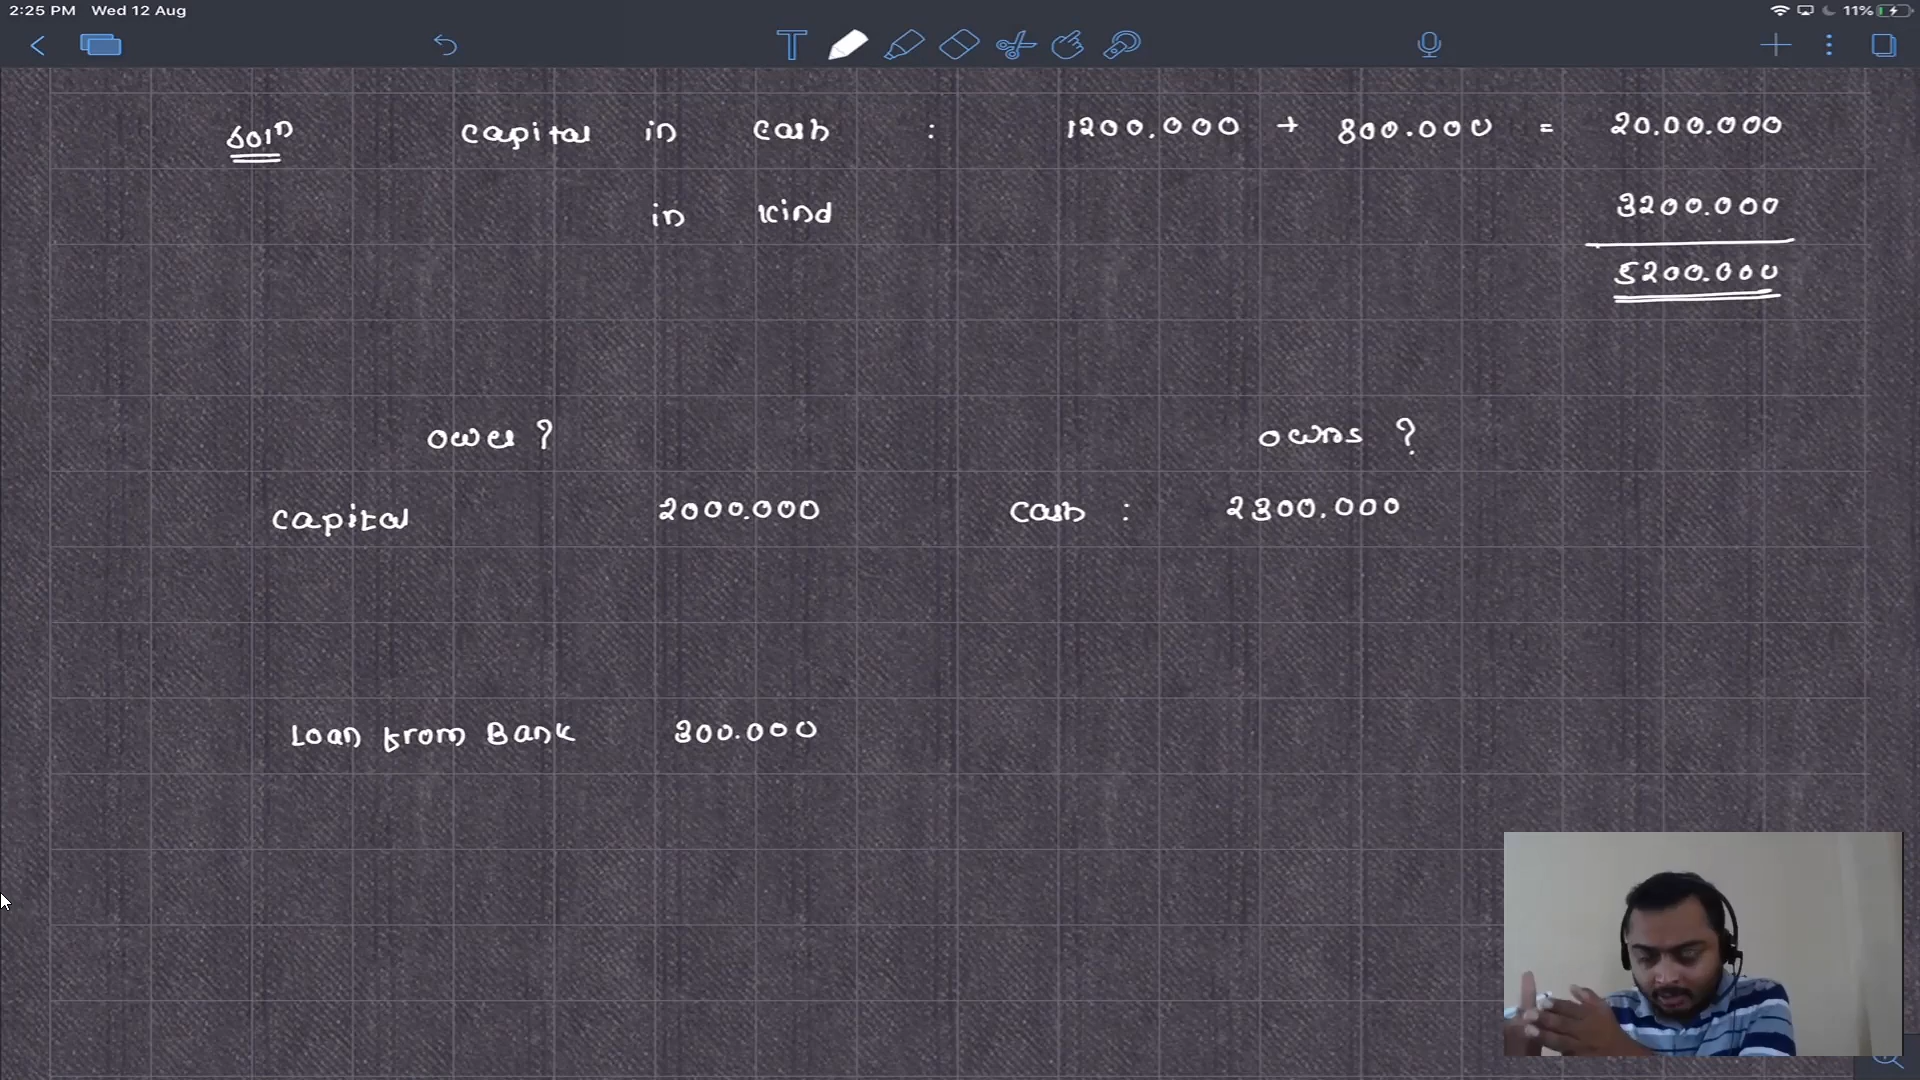 2:25 PM Wed 12 Aug 11%
Solⁿ Capital in Cash : 1200.000 + 800.000 = 20.00.000
in Kind 3200.000
5200.000
Owes? Owns?
Capital 2000.000 Cash : 2300.000
Loan from Bank 300.000